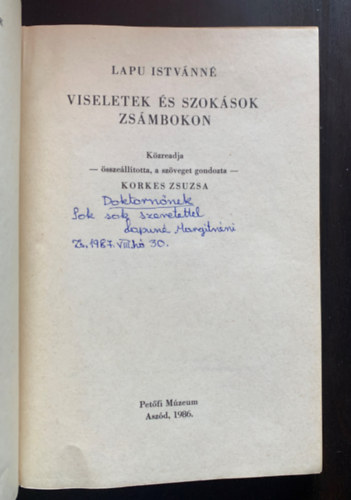 LAPU ISTVÁNNÉ
VISELETEK ÉS SZOKÁSOK
ZSÁMBOKON
Közreadja
— összeállította, a szöveget gondozta —
KORKES ZSUZSA
Doktornőnek
Sok sok szeretettel
Lapuné Margitnéni
Zs, 1987. VIII hó 30.
Petőfi Múzeum
Aszód, 1986.